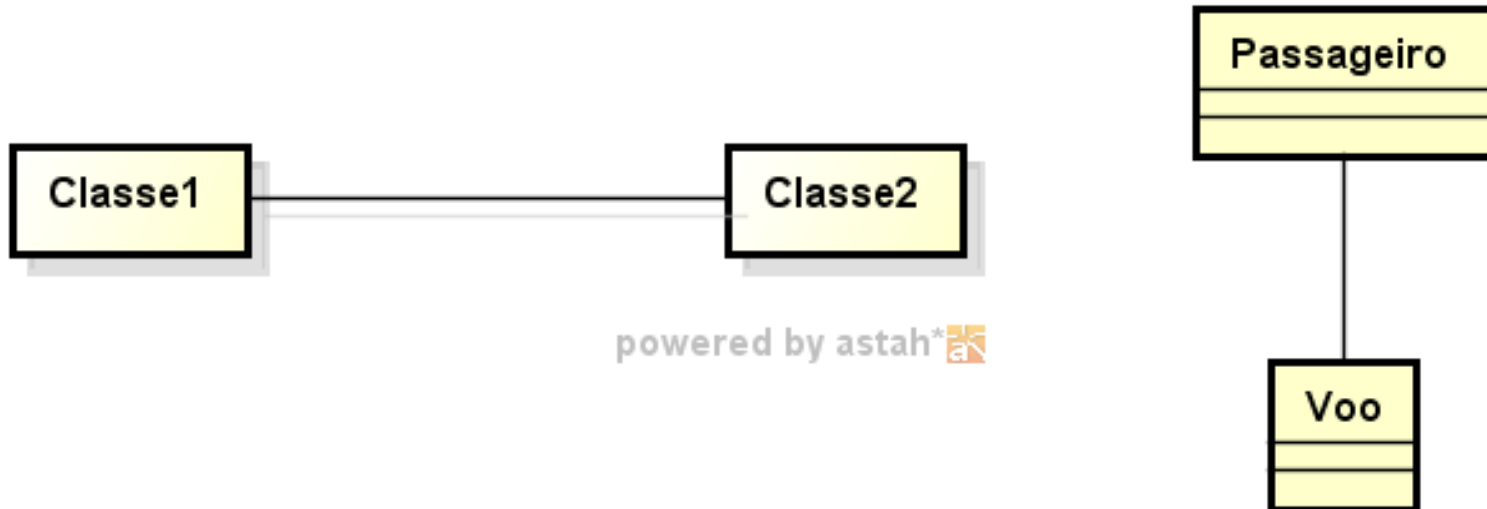 Classe1
Classe2
powered by astah*
Passageiro
Voo